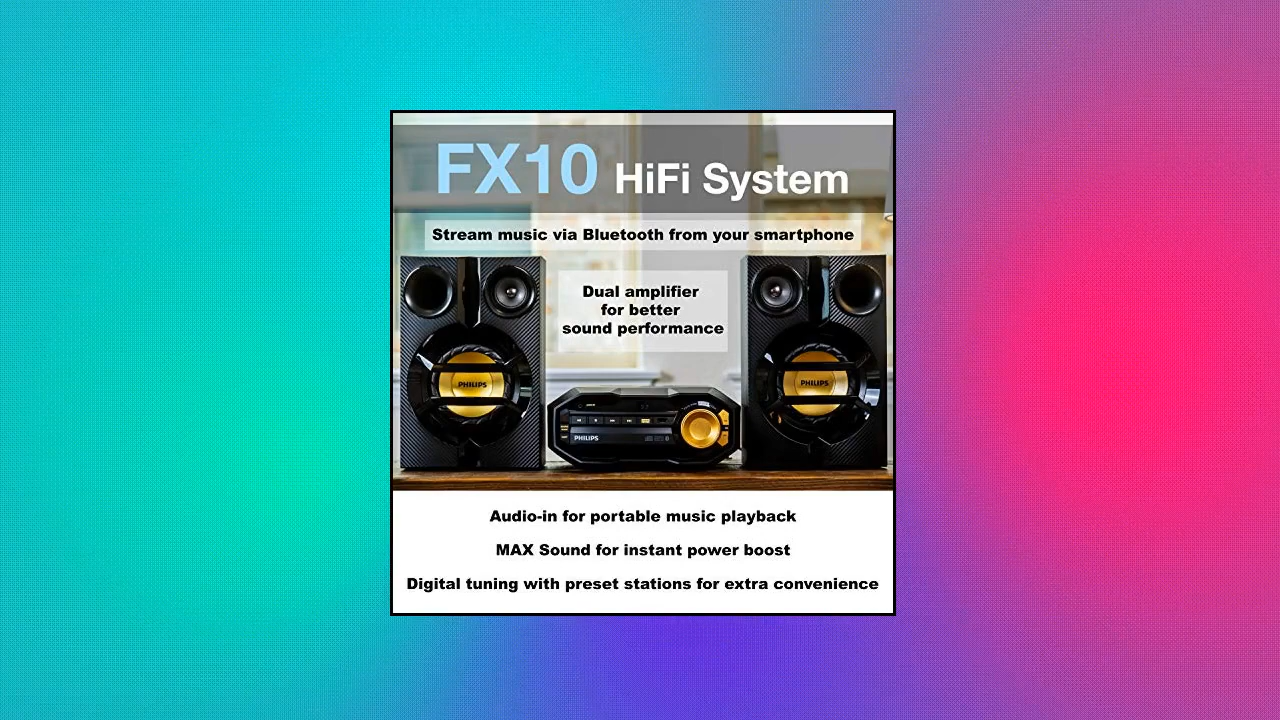 FX10 HiFi System
Stream music via Bluetooth from your smartphone
Dual amplifier
for better
sound performance
PHILIPS
PHILIPS
PHILIPS
Audio-in for portable music playback
MAX Sound for instant power boost
Digital tuning with preset stations for extra convenience